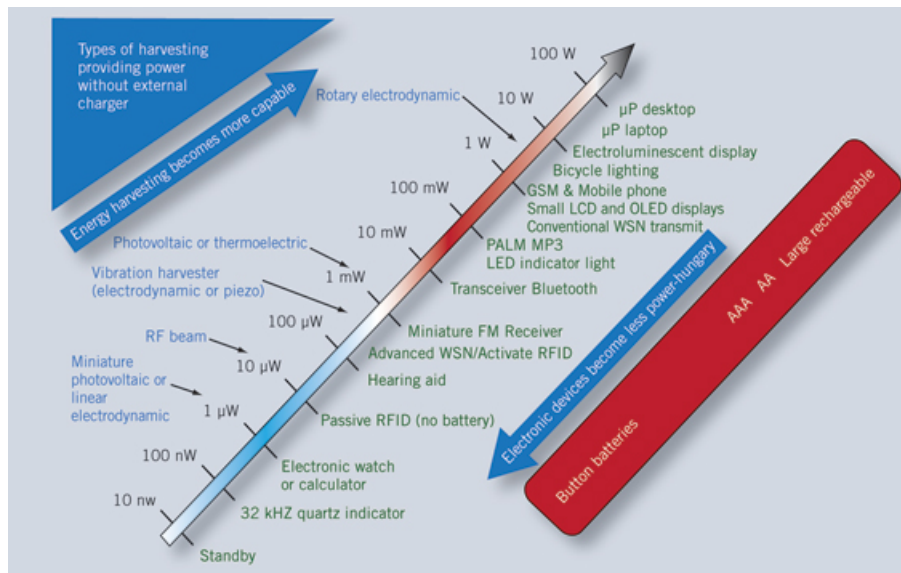 Types of harvesting
providing power
without external
charger
Energy harvesting becomes more capable
Rotary electrodynamic
Photovoltaic or thermoelectric
Vibration harvester
(electrodynamic or piezo)
RF beam
Miniature
photovoltaic or
linear
electrodynamic
100 W
10 W
1 W
100 mW
10 mW
1 mW
100 µW
10 µW
1 µW
100 nW
10 nw
µP desktop
µP laptop
Electroluminescent display
Bicycle lighting
GSM & Mobile phone
Small LCD and OLED displays
Conventional WSN transmit
PALM MP3
LED indicator light
Transceiver Bluetooth
Miniature FM Receiver
Advanced WSN/Activate RFID
Hearing aid
Passive RFID (no battery)
Electronic watch
or calculator
32 kHZ quartz indicator
Standby
Electronic devices become less power-hungry
Button batteries
AAA AA Large rechargeable